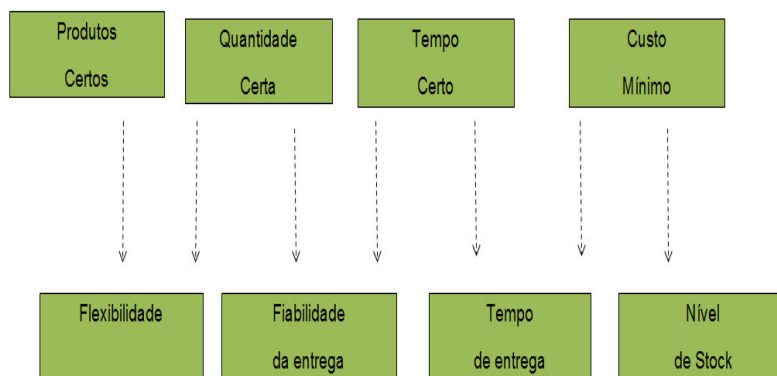 Produtos
Certos
Quantidade
Certa
Tempo
Certo
Custo
Mínimo
Flexibilidade
Fiabilidade
da entrega
Tempo
de entrega
Nível
de Stock